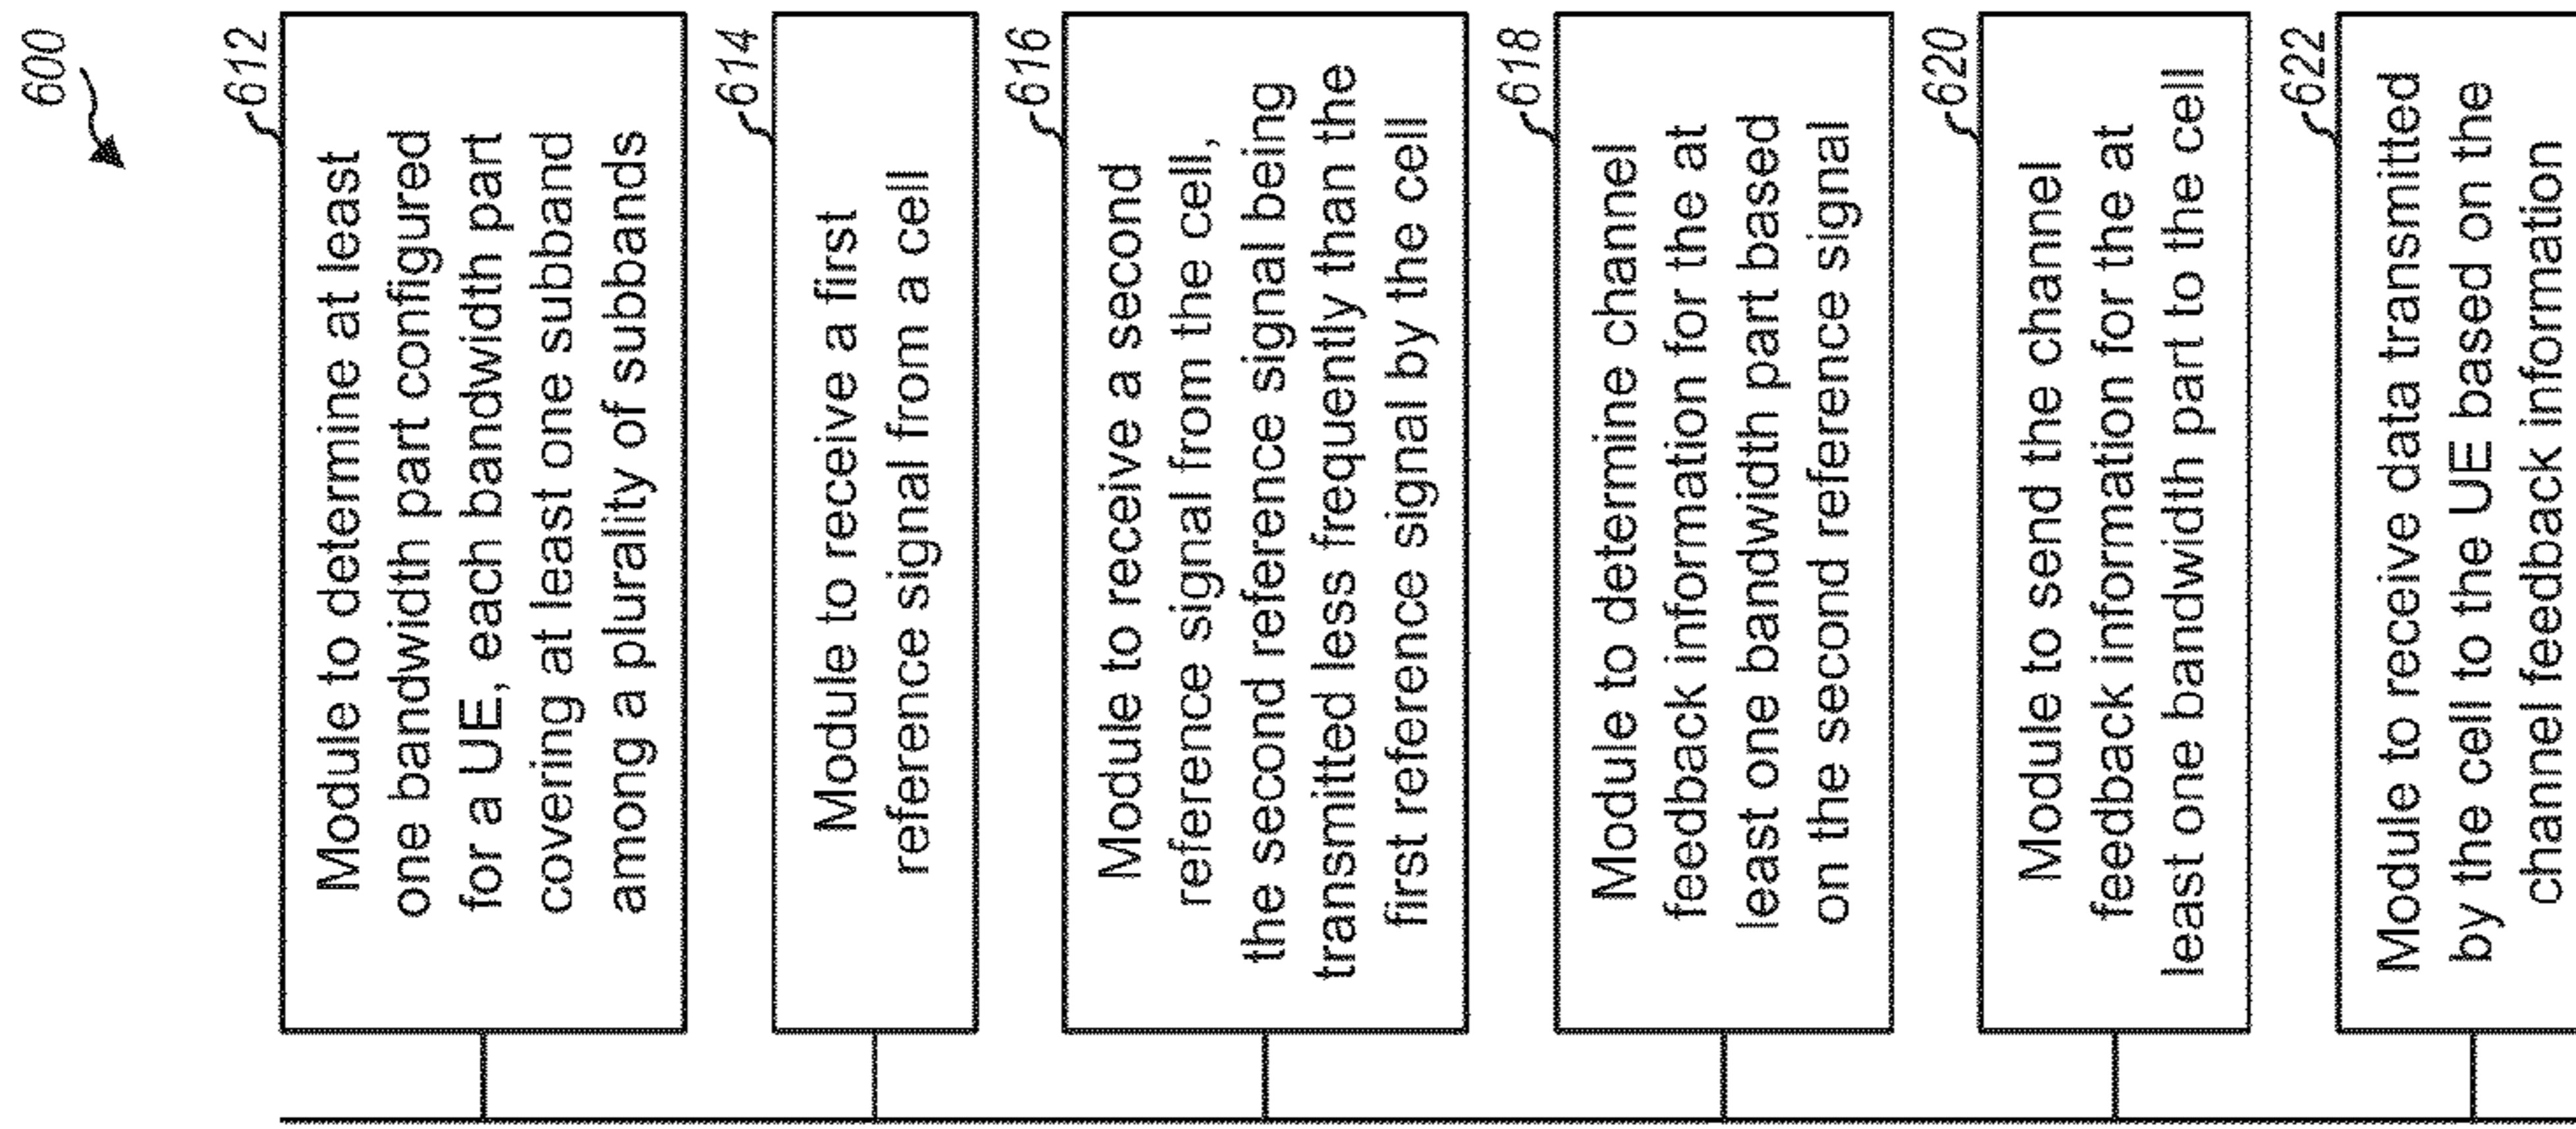 600
612
Module to determine at least
one bandwidth part configured
for a UE, each bandwidth part
covering at least one subband
among a plurality of subbands
614
Module to receive a first
reference signal from a cell
616
Module to receive a second
reference signal from the cell,
the second reference signal being
transmitted less frequently than the
first reference signal by the cell
618
Module to determine channel
feedback information for the at
least one bandwidth part based
on the second reference signal
620
Module to send the channel
feedback information for the at
least one bandwidth part to the cell
622
Module to receive data transmitted
by the cell to the UE based on the
channel feedback information